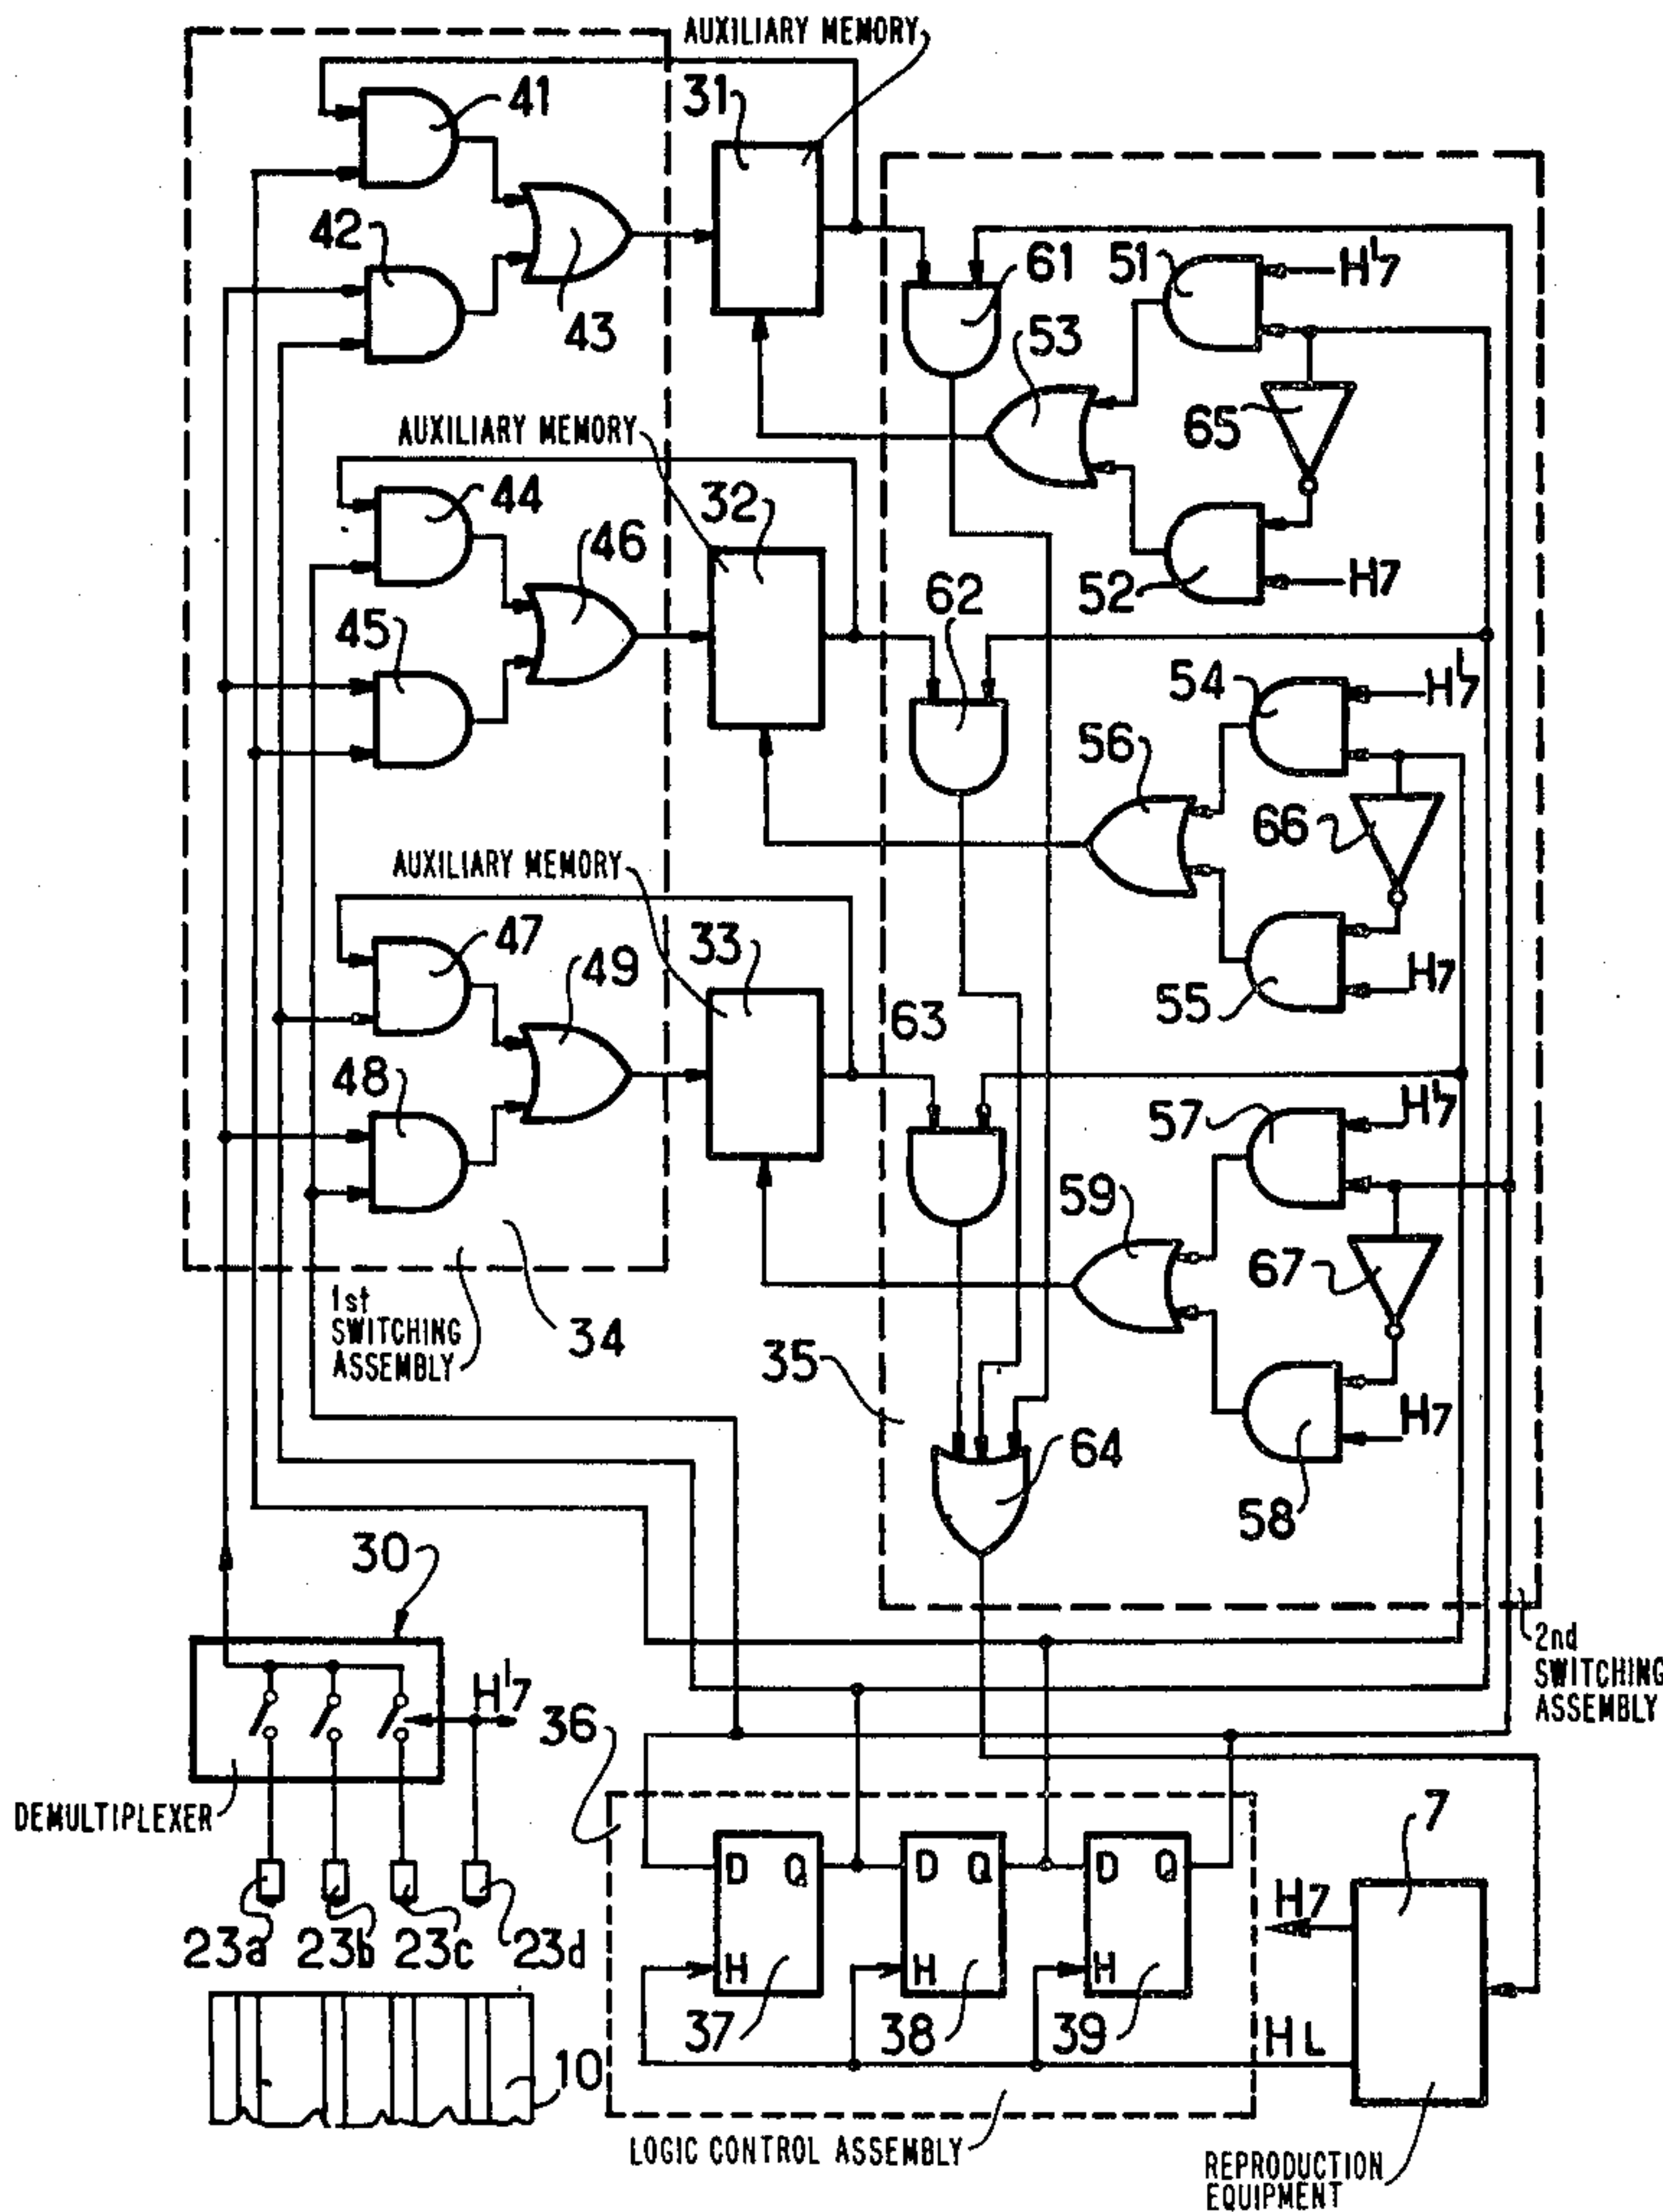 AUXILIARY MEMORY
41
31
42
43
61
51
H'7
53
65
AUXILIARY MEMORY
44
32
46
52
H7
62
45
54
H'7
56
66
AUXILIARY MEMORY
47
33
49
63
55
H7
48
57
H'7
59
67
1st
SWITCHING
ASSEMBLY
34
35
H7
64
58
30
2nd
SWITCHING
ASSEMBLY
H'7
36
DEMULTIPLEXER
7
D Q
D Q
D Q
H7
23a
23b
23c
23d
H
H
H
37
38
39
HL
10
LOGIC CONTROL ASSEMBLY
REPRODUCTION
EQUIPMENT